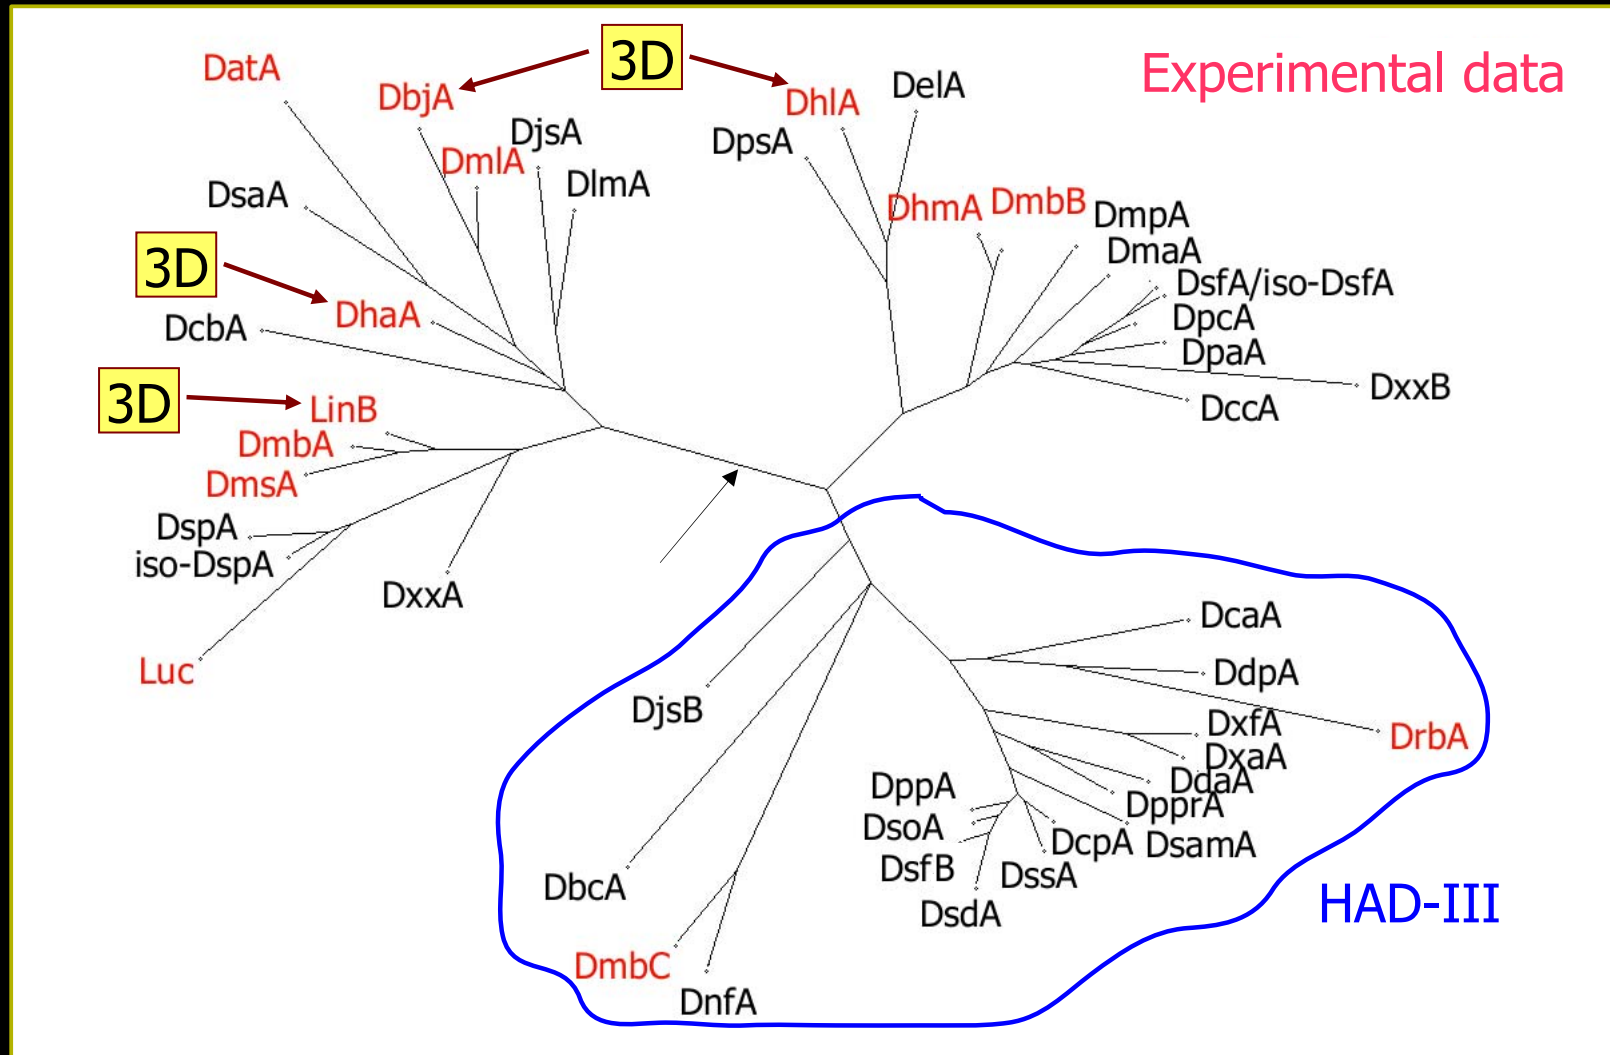 3D
Experimental data
DatA
DbjA
DhlA
DelA
DjsA
DpsA
DmlA
DsaA
DlmA
DhmA
DmbB
DmpA
DmaA
3D
DsfA/iso-DsfA
DhaA
DcbA
DpcA
DpaA
3D
LinB
DxxB
DccA
DmbA
DmsA
DspA
iso-DspA
DxxA
DcaA
Luc
DdpA
DjsB
DxfA
DrbA
DxaA
DdaA
DppA
DpprA
DsoA
DcpA
DsamA
DsfB
DssA
DbcA
DsdA
HAD-III
DmbC
DnfA